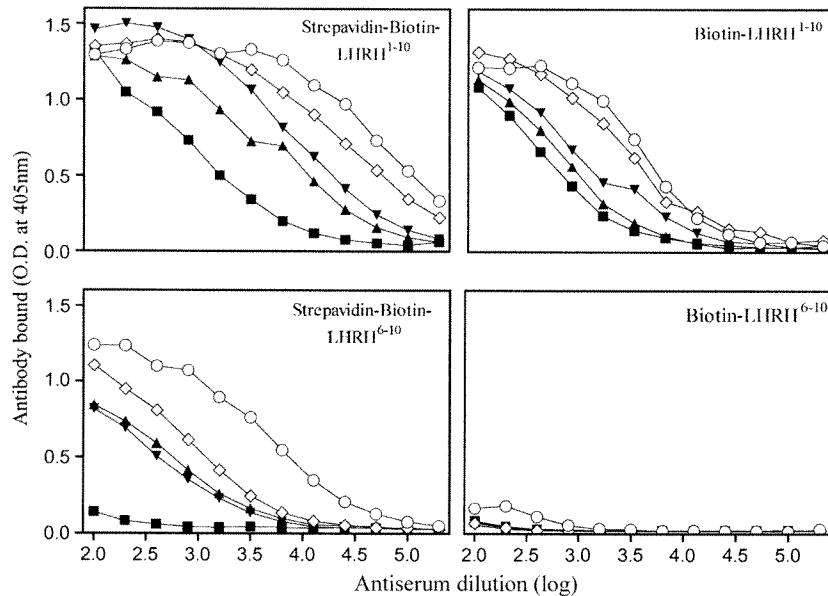 Strepavidin-Biotin-
LHRH1-10
Biotin-LHRH1-10
1.5
1.0
0.5
0.0
Strepavidin-Biotin-
LHRH6-10
Biotin-LHRH6-10
1.5
1.0
0.5
0.0
Antibody bound (O.D. at 405nm)
2.0 2.5 3.0 3.5 4.0 4.5 5.0
2.0 2.5 3.0 3.5 4.0 4.5 5.0
Antiserum dilution (log)